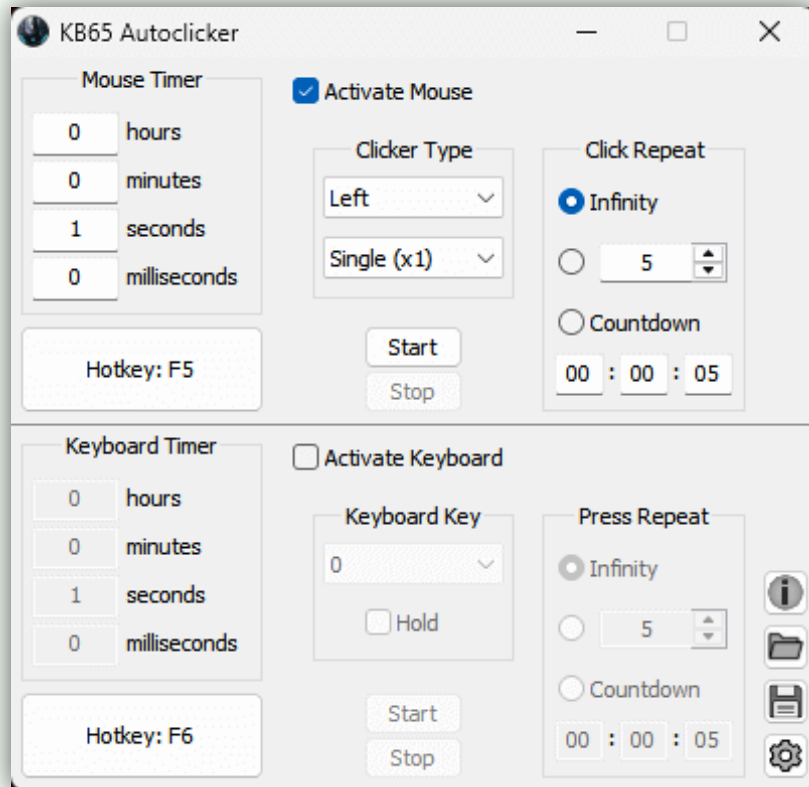 KB65 Autoclicker
Mouse Timer
0 hours
0 minutes
1 seconds
0 milliseconds
Hotkey: F5
Activate Mouse
Clicker Type
Left
Single (x1)
Start
Stop
Click Repeat
Infinity
5
Countdown
00 : 00 : 05
Keyboard Timer
0 hours
0 minutes
1 seconds
0 milliseconds
Hotkey: F6
Activate Keyboard
Keyboard Key
0
Hold
Start
Stop
Press Repeat
Infinity
5
Countdown
00 : 00 : 05